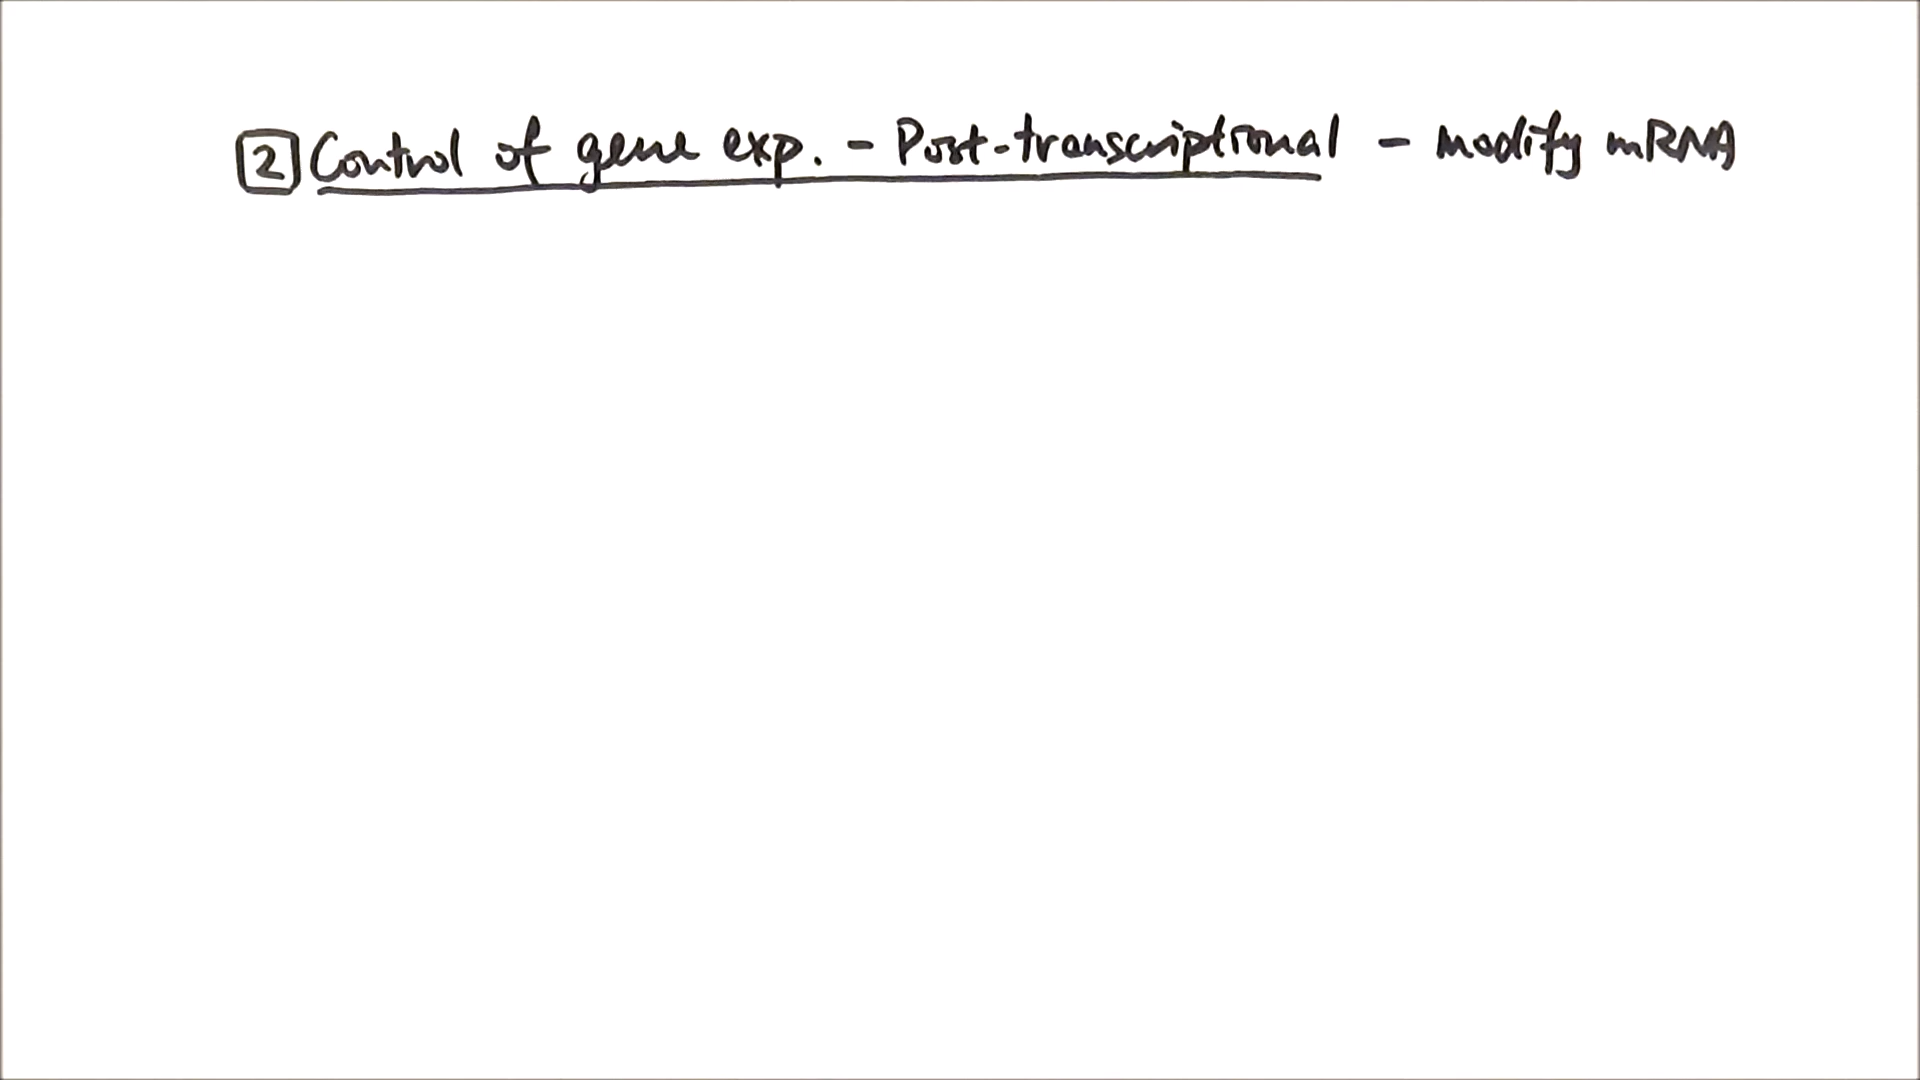 2 Control of gene exp. - Post-transcriptional - modify mRNA